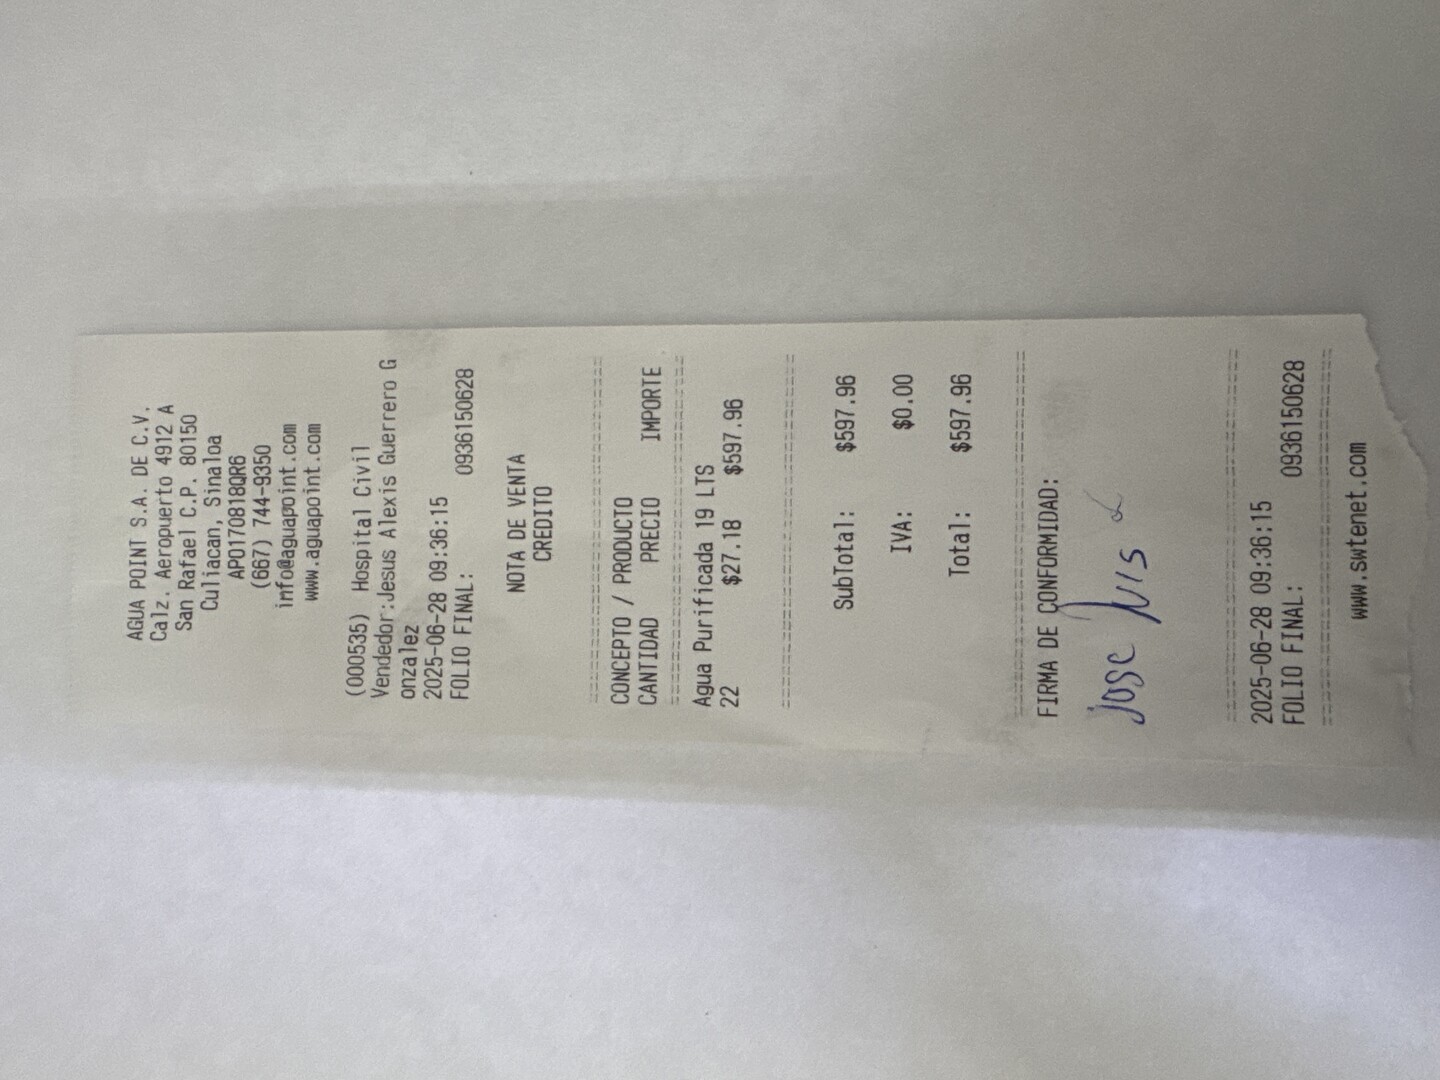 AGUA POINT S.A. DE C.V.
Calz. Aeropuerto 4912 A
San Rafael C.P. 80150
Culiacan, Sinaloa
APO170818QR6
(667) 744-9350
info@aguapoint.com
www.aguapoint.com
(000535) Hospital Civil
Vendedor:Jesus Alexis Guerrero G
onzalez
2025-06-28 09:36:15
FOLIO FINAL: 0936150628
NOTA DE VENTA
CREDITO
================================
CONCEPTO / PRODUCTO
CANTIDAD PRECIO IMPORTE
================================
Agua Purificada 19 LTS
22 $27.18 $597.96
================================
SubTotal: $597.96
IVA: $0.00
Total: $597.96
================================
FIRMA DE CONFORMIDAD:
Jose Luis
================================
2025-06-28 09:36:15
FOLIO FINAL: 0936150628
================================
www.swtenet.com